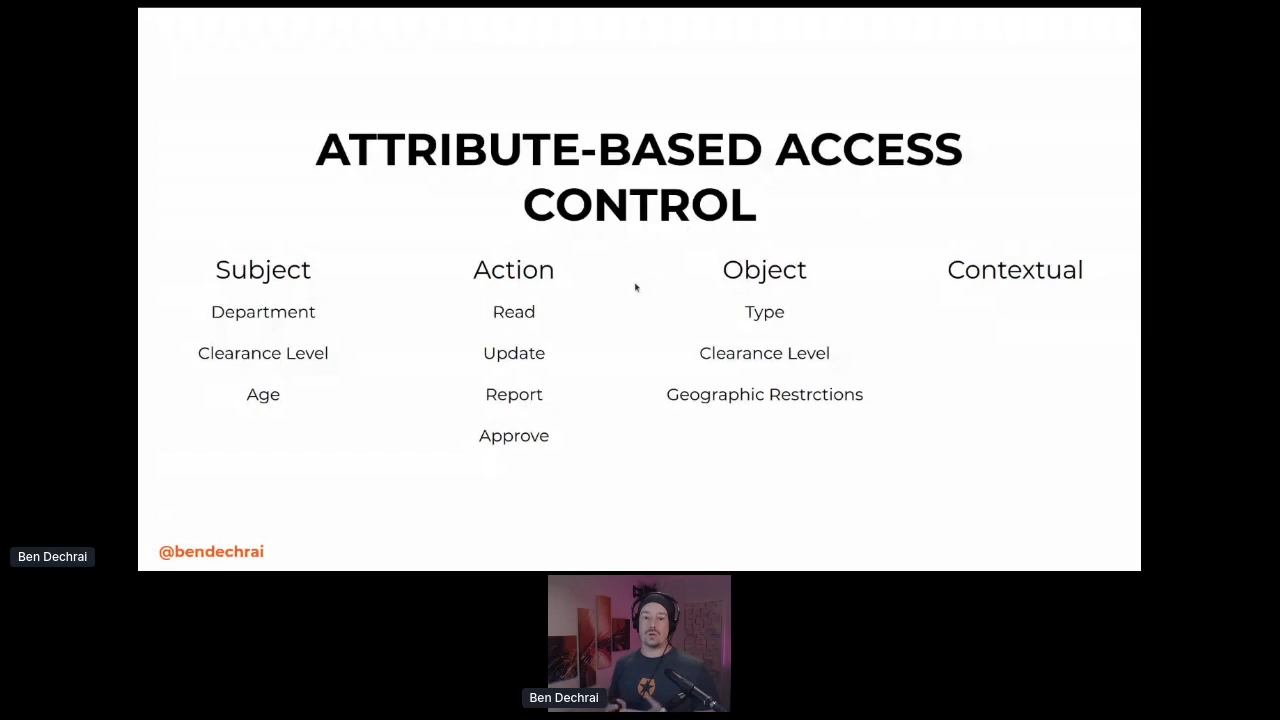 ATTRIBUTE-BASED ACCESS
CONTROL
Subject
Department
Clearance Level
Age
Action
Read
Update
Report
Approve
Object
Type
Clearance Level
Geographic Restrctions
Contextual
@bendechrai
Ben Dechrai
Ben Dechrai